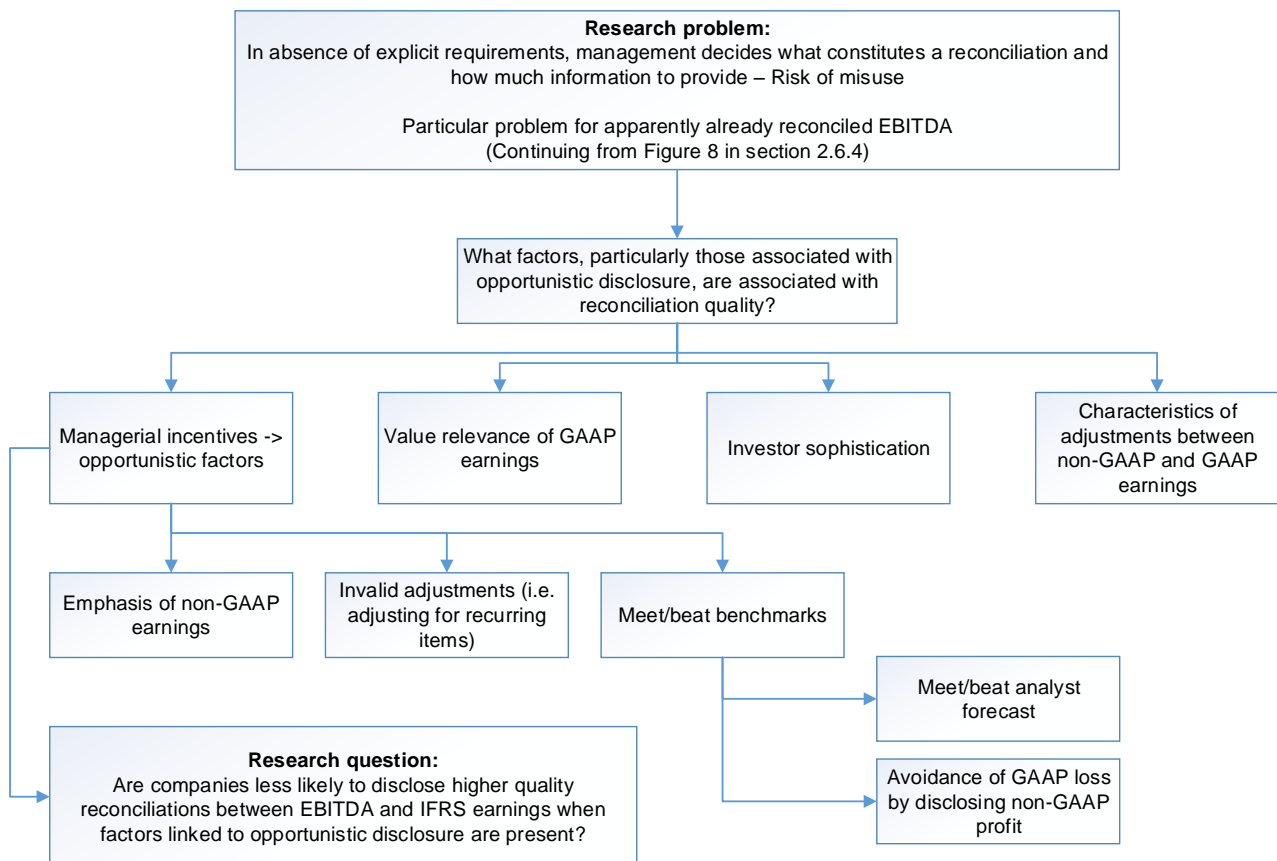 Research problem:
In absence of explicit requirements, management decides what constitutes a reconciliation and
how much information to provide – Risk of misuse
Particular problem for apparently already reconciled EBITDA
(Continuing from Figure 8 in section 2.6.4)
What factors, particularly those associated with
opportunistic disclosure, are associated with
reconciliation quality?
Managerial incentives ->
opportunistic factors
Value relevance of GAAP
earnings
Investor sophistication
Characteristics of
adjustments between
non-GAAP and GAAP
earnings
Emphasis of non-GAAP
earnings
Invalid adjustments (i.e.
adjusting for recurring
items)
Meet/beat benchmarks
Meet/beat analyst
forecast
Avoidance of GAAP loss
by disclosing non-GAAP
profit
Research question:
Are companies less likely to disclose higher quality
reconciliations between EBITDA and IFRS earnings when
factors linked to opportunistic disclosure are present?